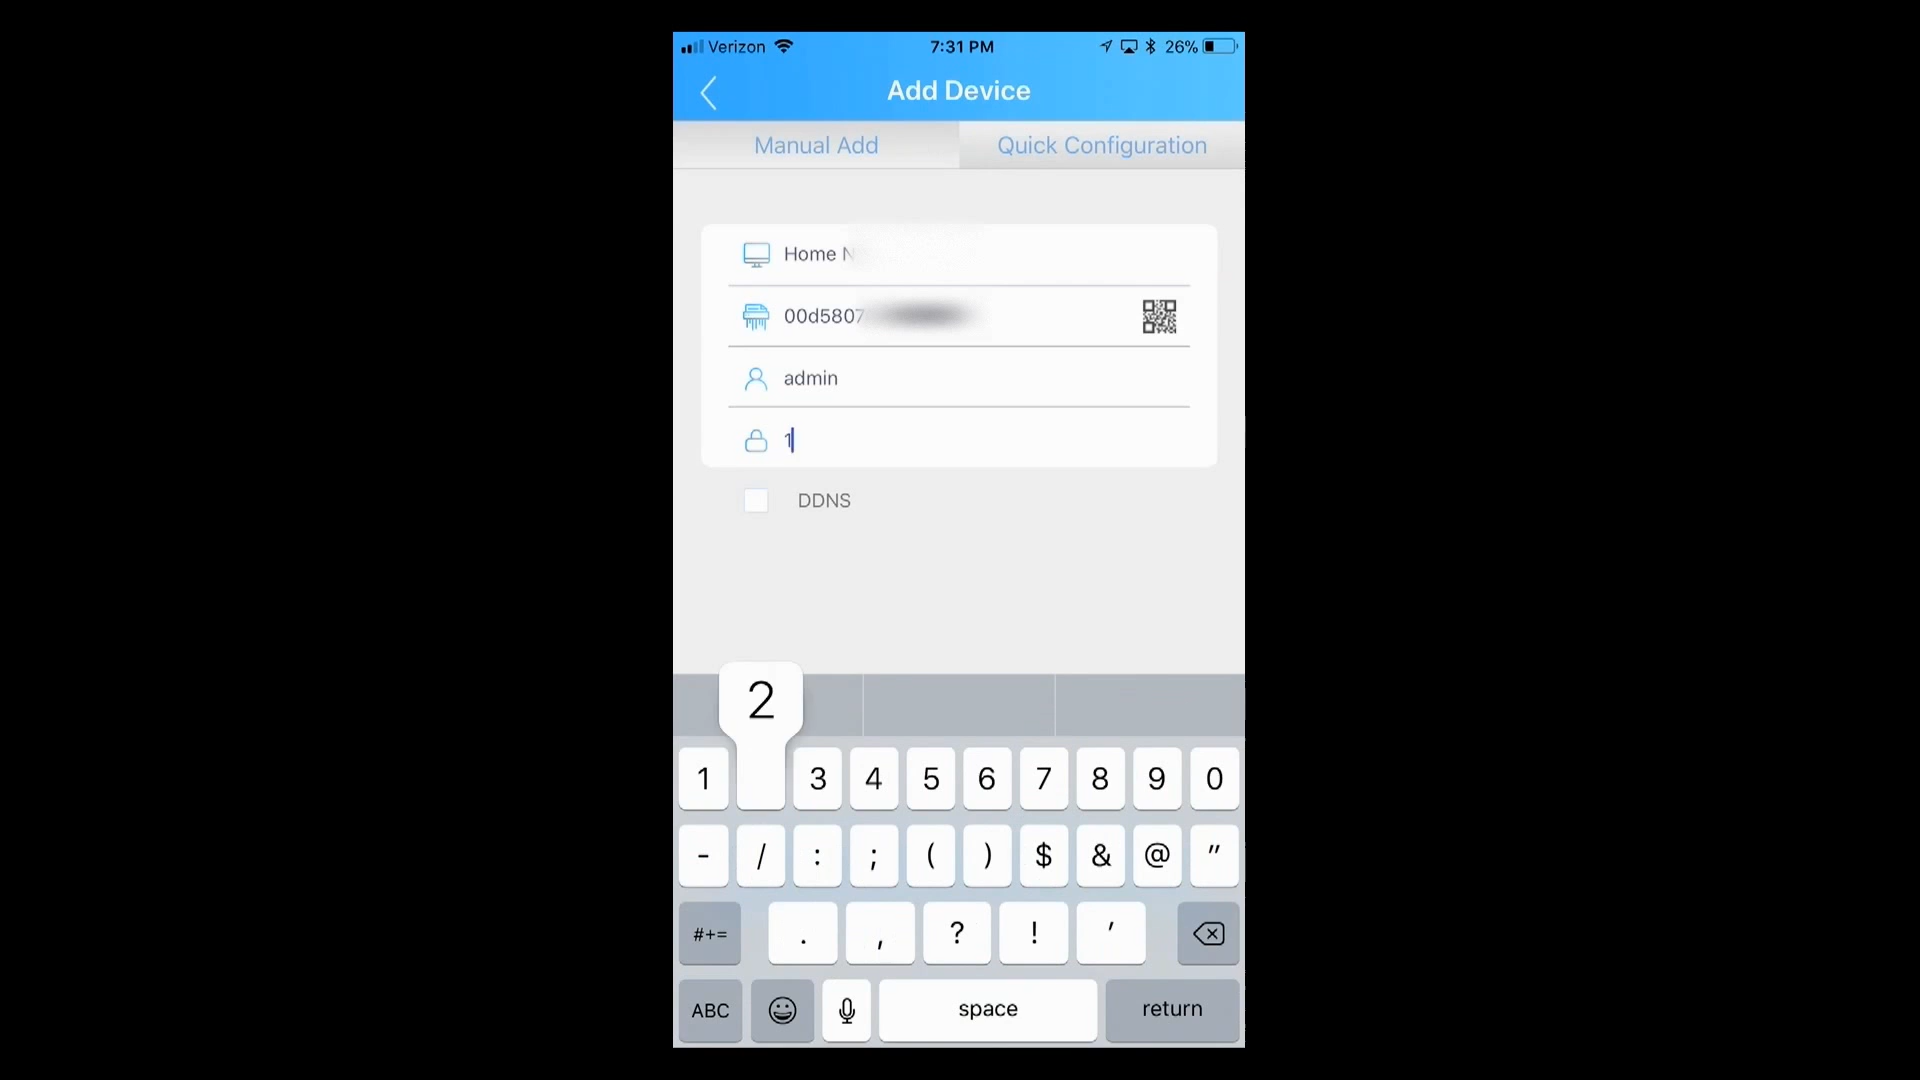 Verizon 7:31 PM 26%
Add Device
Manual Add Quick Configuration
Home
00d5807
admin
1
DDNS
2
1 3 4 5 6 7 8 9 0
- / : ; ( ) $ & @ "
#+= . , ? ! '
ABC space return